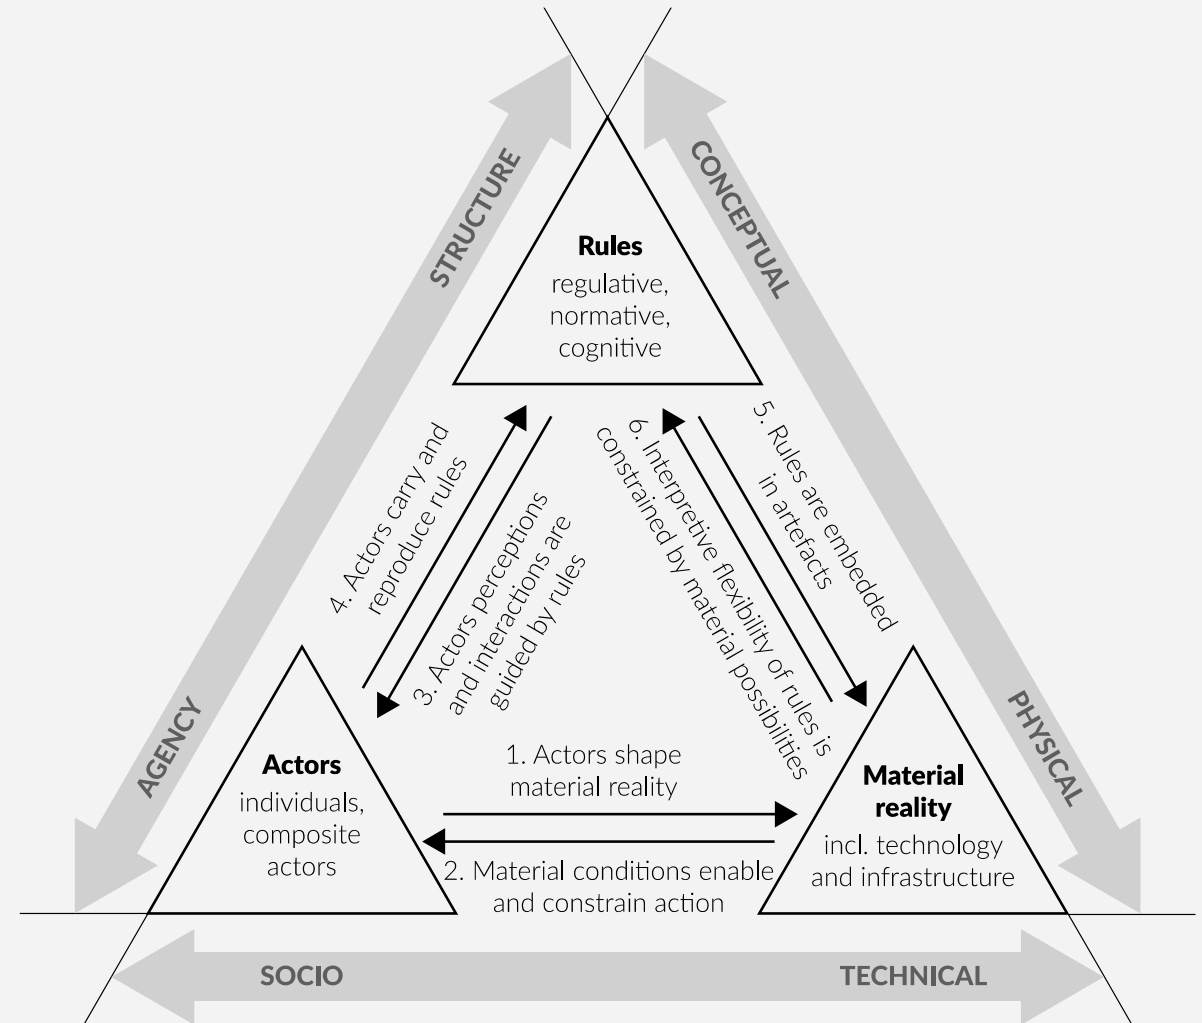 STRUCTURE
CONCEPTUAL
Rules
regulative,
normative,
cognitive
4. Actors carry and
reproduce rules
3. Actors perceptions
and interactions are
guided by rules
6. Interpretive flexibility of rules is
constrained by material possibilities
5. Rules are embedded
in artefacts
AGENCY
PHYSICAL
Actors
individuals,
composite
actors
1. Actors shape
material reality
2. Material conditions enable
and constrain action
Material
reality
incl. technology
and infrastructure
SOCIO
TECHNICAL